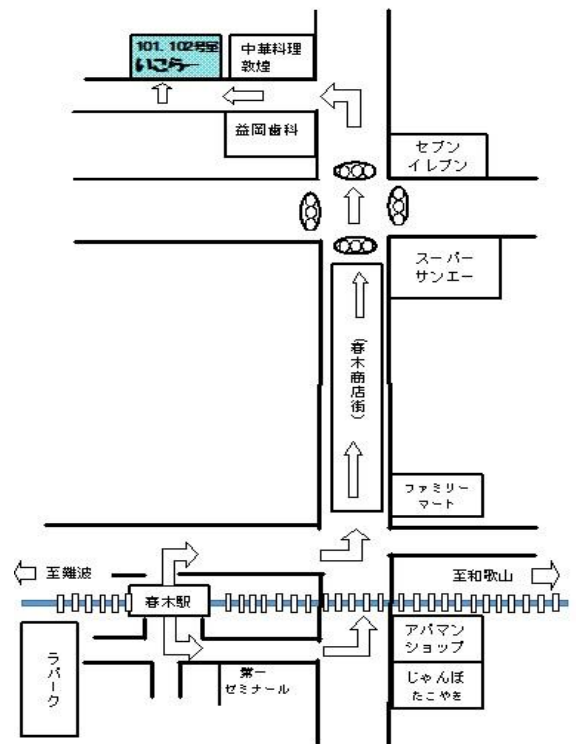 101. 102号室
いこらー
中華料理
敦煌
益岡歯科
セブン
イレブン
スーパー
サンエー
（春木商店街）
ファミリー
マート
至難波
至和歌山
春木駅
アパマン
ショップ
じゃんぼ
たこやき
ラパーク
第一
ゼミナール